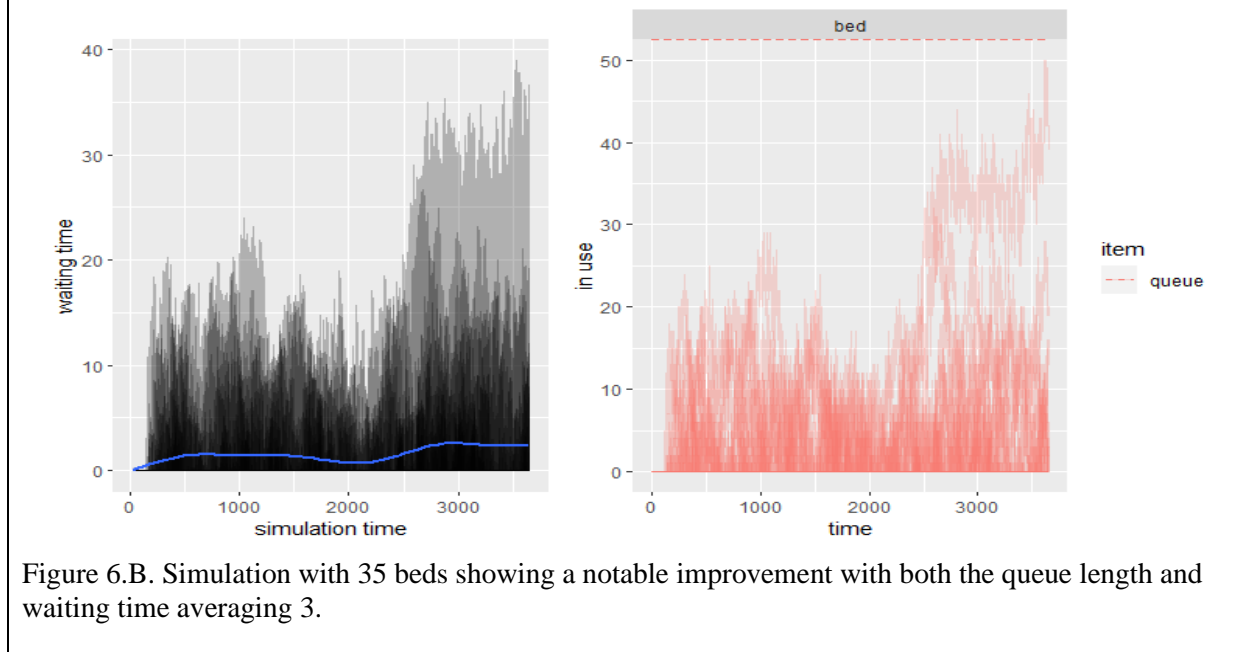 bed
40
30
20
10
0
waiting time
0 1000 2000 3000
simulation time
50
40
30
20
10
0
in use
0 1000 2000 3000
time
item
queue
Figure 6.B. Simulation with 35 beds showing a notable improvement with both the queue length and
waiting time averaging 3.